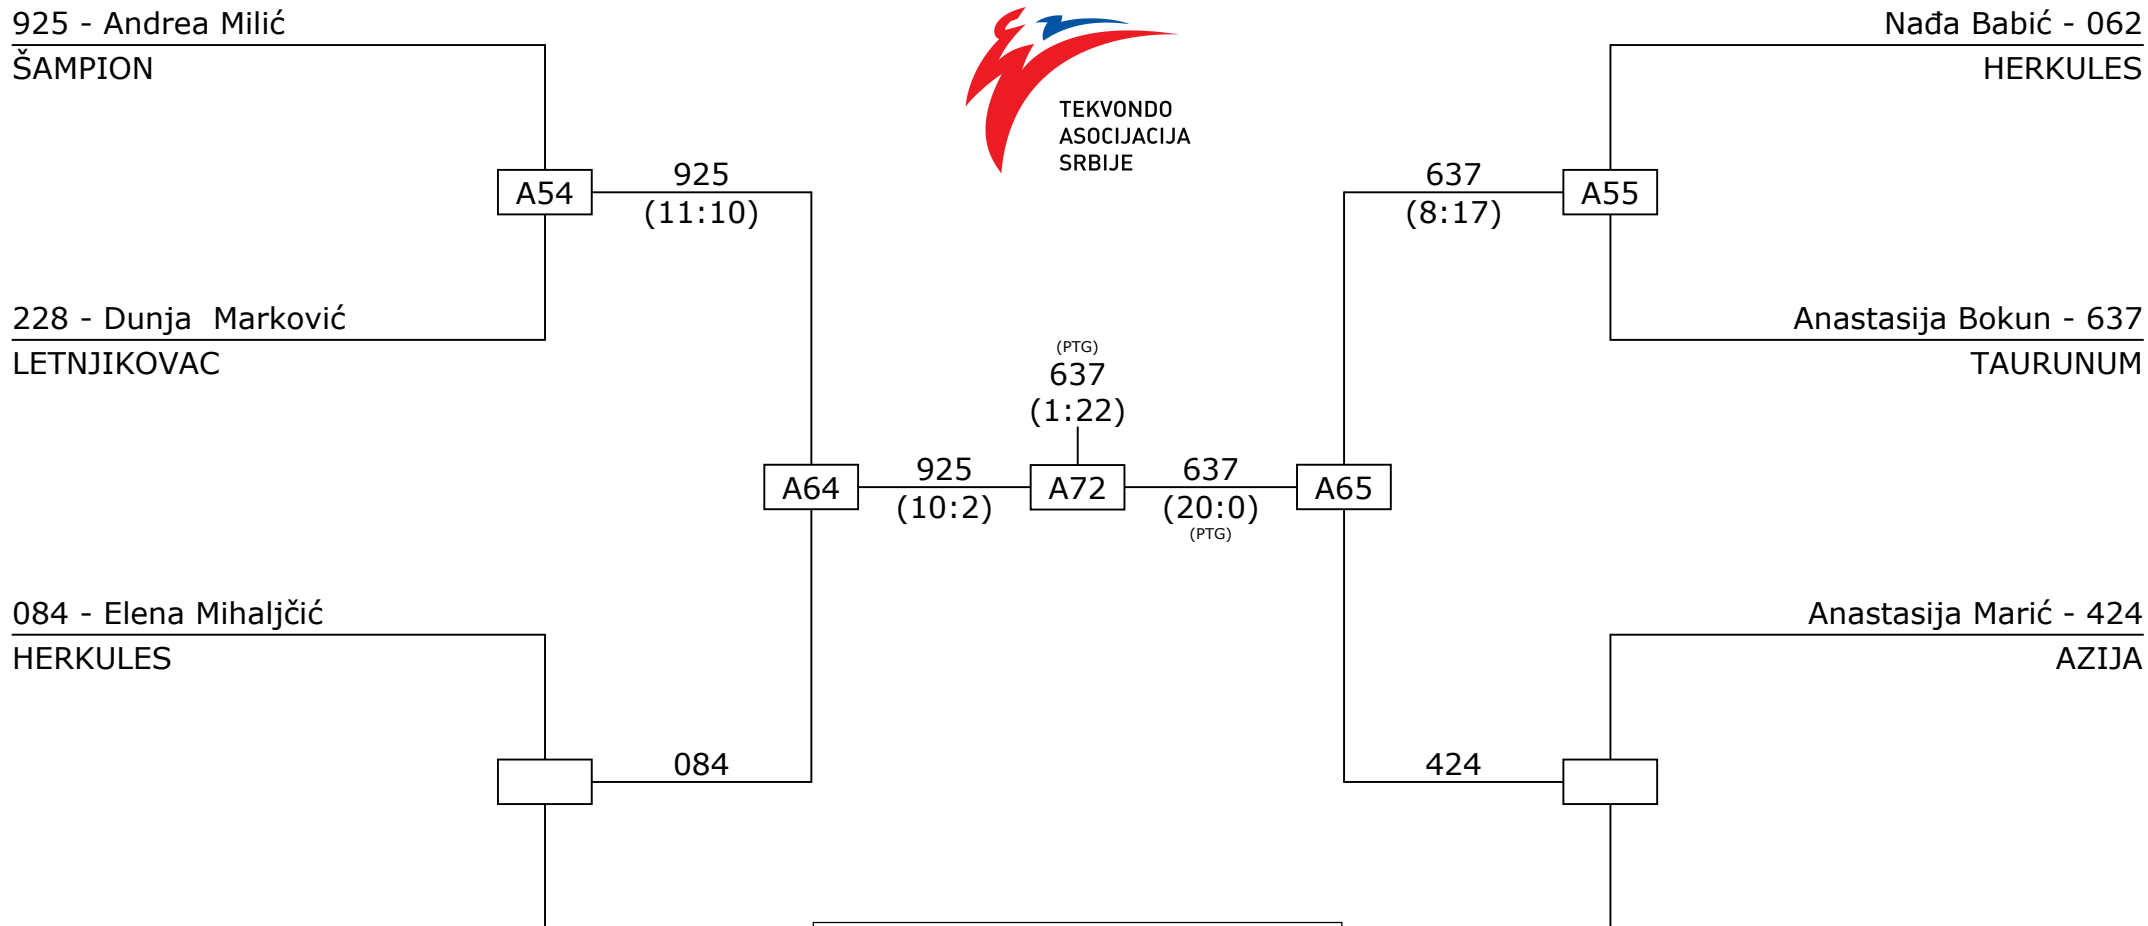 925 - Andrea Milić
ŠAMPION
TEKVONDO
ASOCIJACIJA
SRBIJE
Nađa Babić - 062
HERKULES
A54
925
(11:10)
637
(8:17)
A55
228 - Dunja  Marković
LETNJIKOVAC
Anastasija Bokun - 637
TAURUNUM
(PTG)
637
(1:22)
A64
925
(10:2)
A72
637
(20:0)
(PTG)
A65
084 - Elena Mihaljčić
HERKULES
Anastasija Marić - 424
AZIJA
084
424